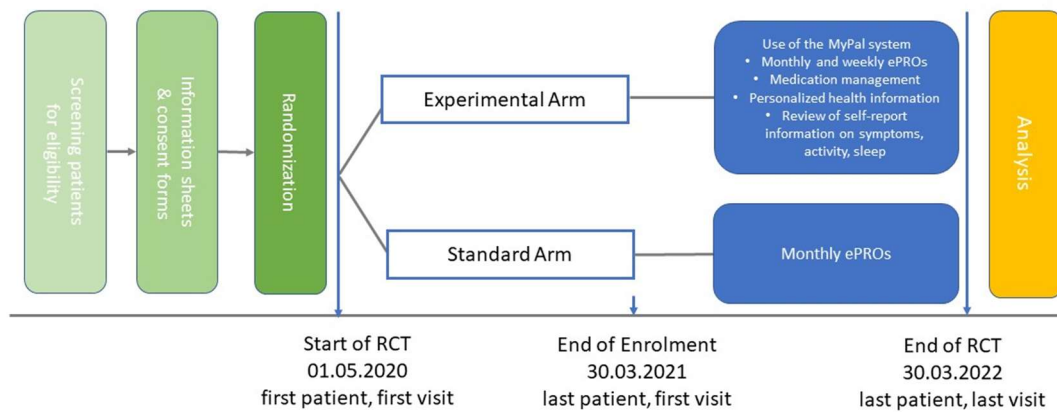 Screening patients
for eligibility
Information sheets
& consent forms
Randomization
Experimental Arm
Standard Arm
Use of the MyPal system
• Monthly and weekly ePROs
• Medication management
• Personalized health information
• Review of self-report
information on symptoms,
activity, sleep
Monthly ePROs
Analysis
Start of RCT
01.05.2020
first patient, first visit
End of Enrolment
30.03.2021
last patient, first visit
End of RCT
30.03.2022
last patient, last visit